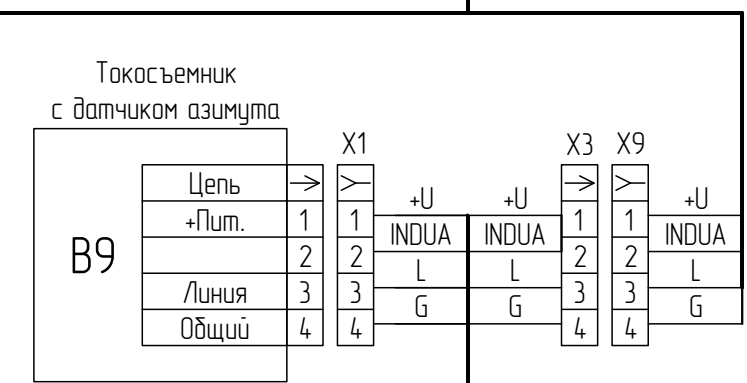 Токосъемник
с датчиком азимута
B9
Цепь
+Пит.
1
2
Линия
3
Общий
4
X1
1
2
3
4
+U
INDUA
L
G
+U
INDUA
L
G
X3
1
2
3
4
X9
1
2
3
4
+U
INDUA
L
G